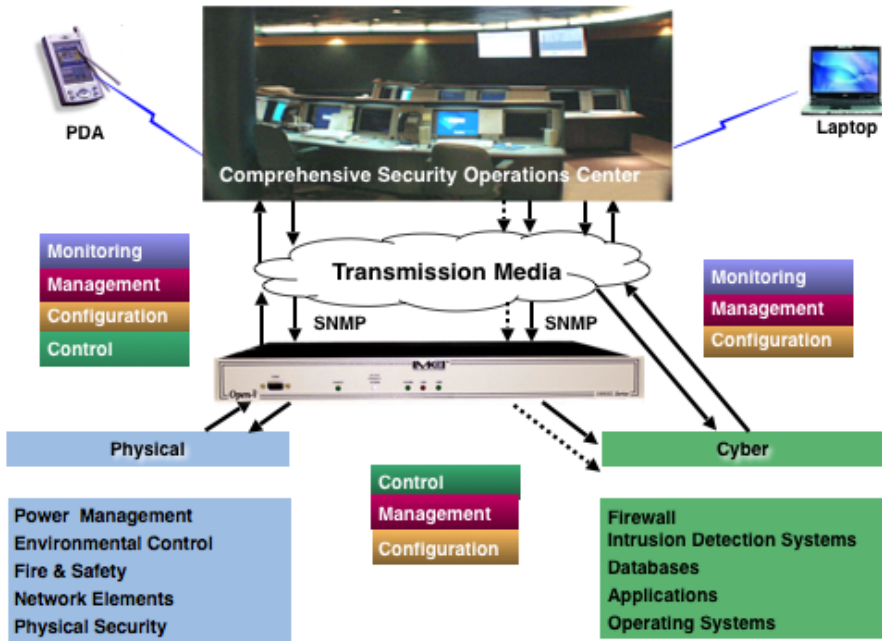 PDA
Laptop
Comprehensive Security Operations Center
Monitoring
Management
Configuration
Control
Transmission Media
SNMP
SNMP
Monitoring
Management
Configuration
Physical
Cyber
Control
Management
Configuration
Power Management
Environmental Control
Fire & Safety
Network Elements
Physical Security
Firewall
Intrusion Detection Systems
Databases
Applications
Operating Systems